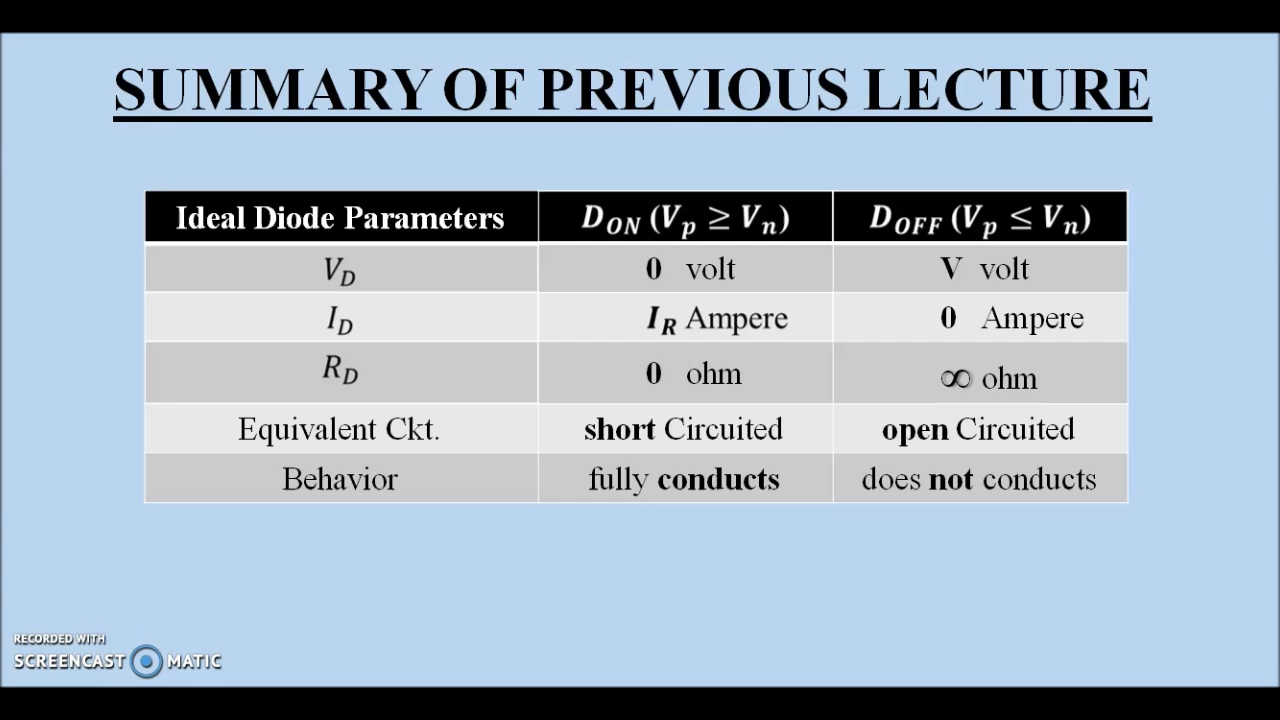 SUMMARY OF PREVIOUS LECTURE
Ideal Diode Parameters D_ON (V_p ≥ V_n) D_OFF (V_p ≤ V_n)
V_D 0 volt V volt
I_D I_R Ampere 0 Ampere
R_D 0 ohm ∞ ohm
Equivalent Ckt. short Circuited open Circuited
Behavior fully conducts does not conducts
RECORDED WITH
SCREENCAST MATIC